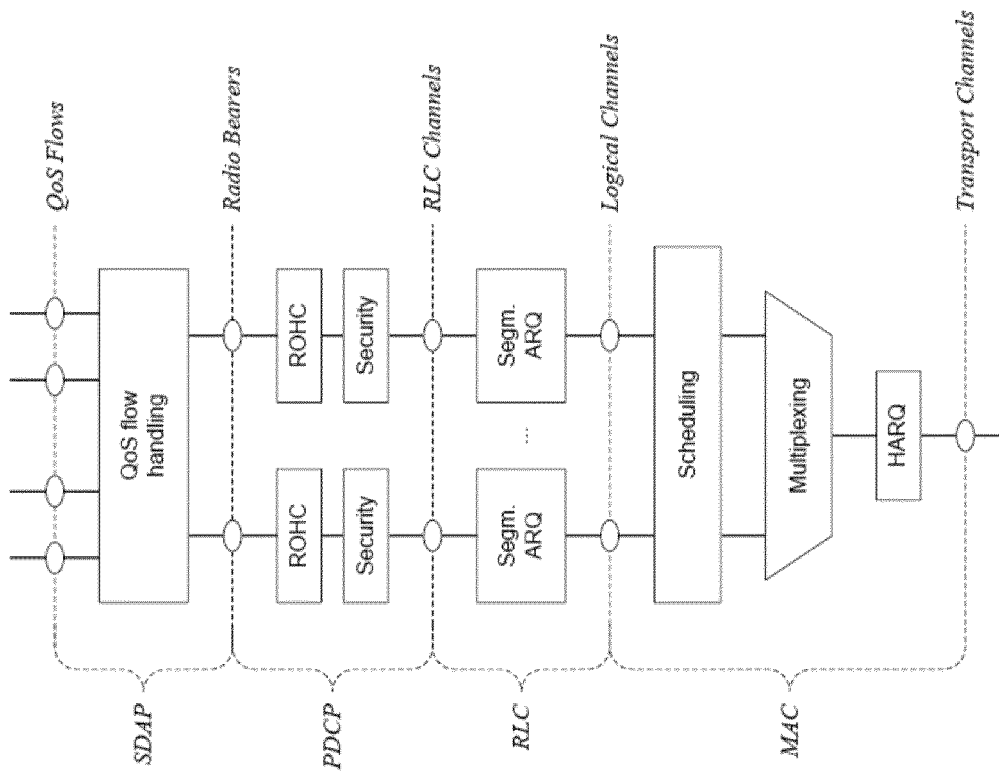 QoS Flows
QoS flow
handling
SDAP
Radio Bearers
ROHC
ROHC
Security
Security
PDCP
RLC Channels
Segm.
ARQ
...
Segm.
ARQ
RLC
Logical Channels
Scheduling
Multiplexing
HARQ
MAC
Transport Channels